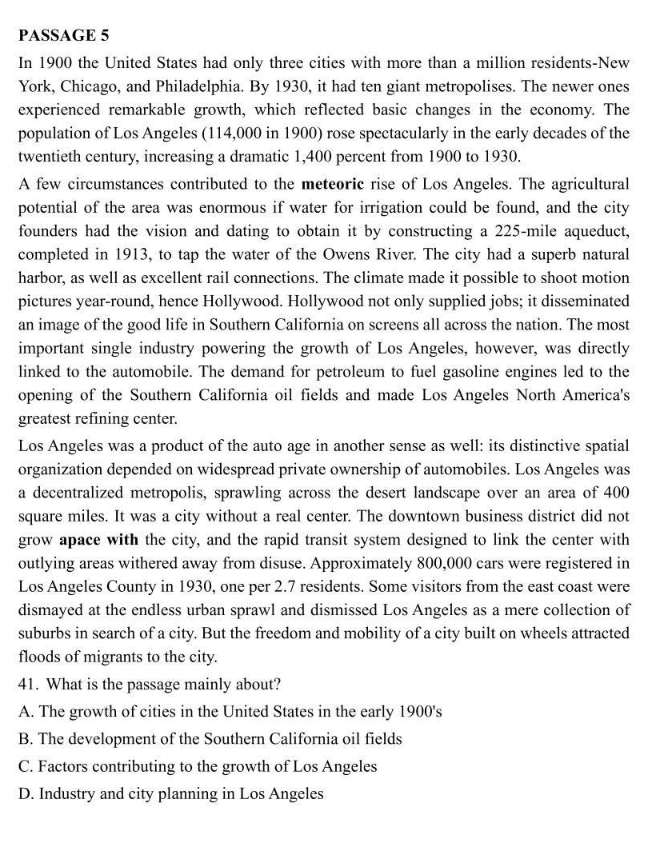 PASSAGE 5
In 1900 the United States had only three cities with more than a million residents-New
York, Chicago, and Philadelphia. By 1930, it had ten giant metropolises. The newer ones
experienced remarkable growth, which reflected basic changes in the economy. The
population of Los Angeles (114,000 in 1900) rose spectacularly in the early decades of the
twentieth century, increasing a dramatic 1,400 percent from 1900 to 1930.
A few circumstances contributed to the meteoric rise of Los Angeles. The agricultural
potential of the area was enormous if water for irrigation could be found, and the city
founders had the vision and dating to obtain it by constructing a 225-mile aqueduct,
completed in 1913, to tap the water of the Owens River. The city had a superb natural
harbor, as well as excellent rail connections. The climate made it possible to shoot motion
pictures year-round, hence Hollywood. Hollywood not only supplied jobs; it disseminated
an image of the good life in Southern California on screens all across the nation. The most
important single industry powering the growth of Los Angeles, however, was directly
linked to the automobile. The demand for petroleum to fuel gasoline engines led to the
opening of the Southern California oil fields and made Los Angeles North America's
greatest refining center.
Los Angeles was a product of the auto age in another sense as well: its distinctive spatial
organization depended on widespread private ownership of automobiles. Los Angeles was
a decentralized metropolis, sprawling across the desert landscape over an area of 400
square miles. It was a city without a real center. The downtown business district did not
grow apace with the city, and the rapid transit system designed to link the center with
outlying areas withered away from disuse. Approximately 800,000 cars were registered in
Los Angeles County in 1930, one per 2.7 residents. Some visitors from the east coast were
dismayed at the endless urban sprawl and dismissed Los Angeles as a mere collection of
suburbs in search of a city. But the freedom and mobility of a city built on wheels attracted
floods of migrants to the city.
41. What is the passage mainly about?
A. The growth of cities in the United States in the early 1900's
B. The development of the Southern California oil fields
C. Factors contributing to the growth of Los Angeles
D. Industry and city planning in Los Angeles